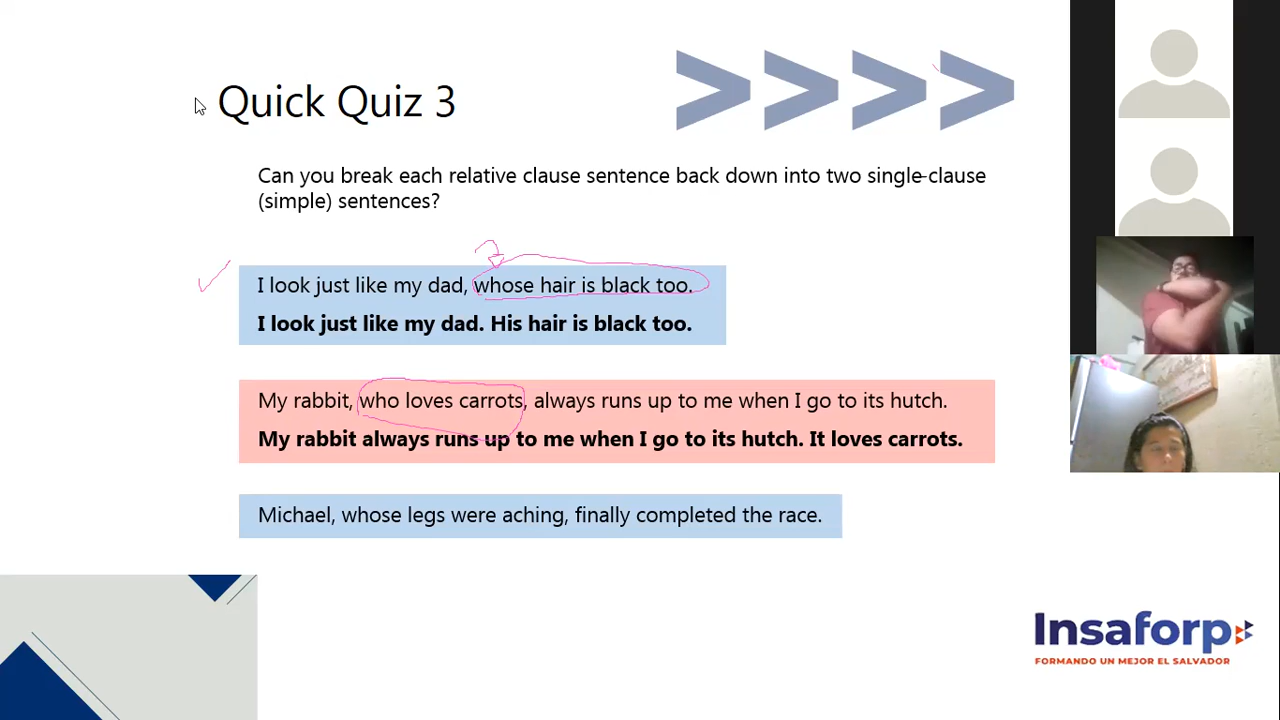 Quick Quiz 3
Can you break each relative clause sentence back down into two single-clause
(simple) sentences?
I look just like my dad, whose hair is black too.
I look just like my dad. His hair is black too.
My rabbit, who loves carrots, always runs up to me when I go to its hutch.
My rabbit always runs up to me when I go to its hutch. It loves carrots.
Michael, whose legs were aching, finally completed the race.
Insaforp
FORMANDO UN MEJOR EL SALVADOR